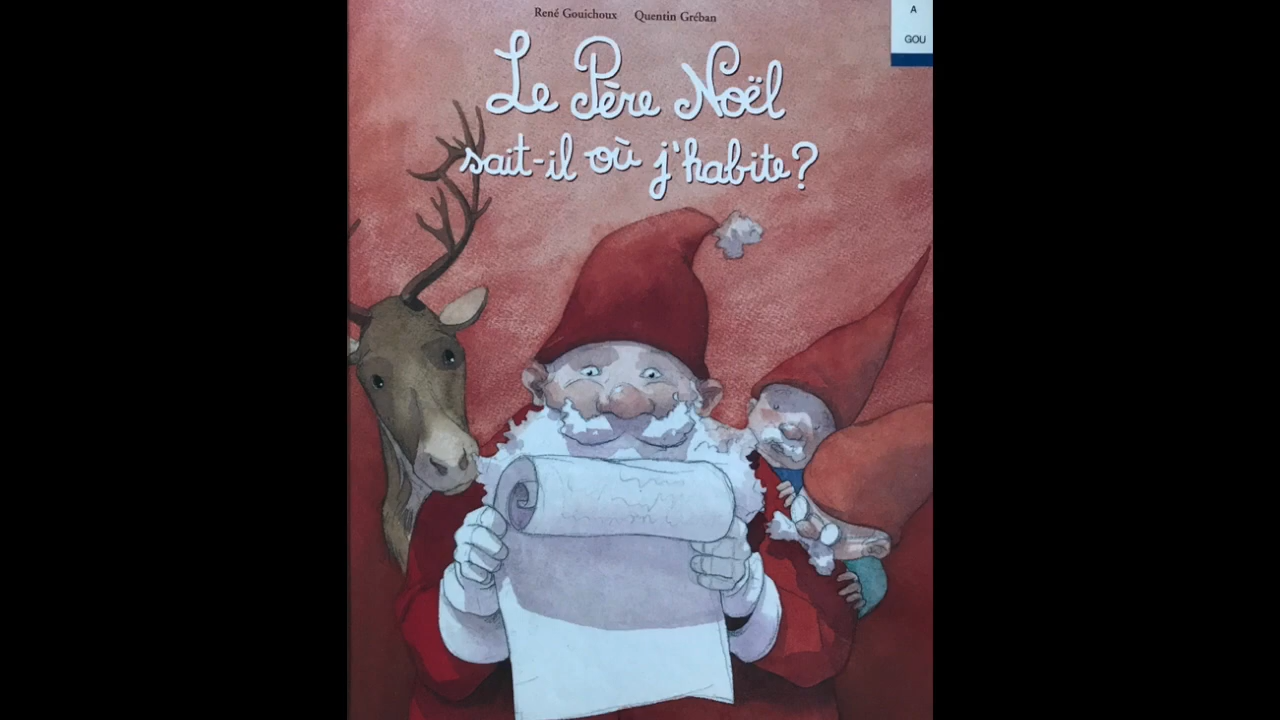 René Gouichoux Quentin Gréban
A
GOU
Le Père Noël
sait-il où j'habite?